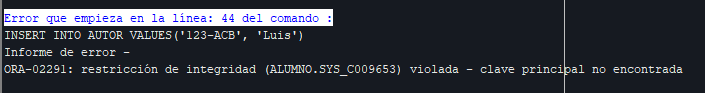 Error que empieza en la línea: 44 del comando :
INSERT INTO AUTOR VALUES('123-ACB', 'Luis')
Informe de error -
ORA-02291: restricción de integridad (ALUMNO.SYS_C009653) violada - clave principal no encontrada